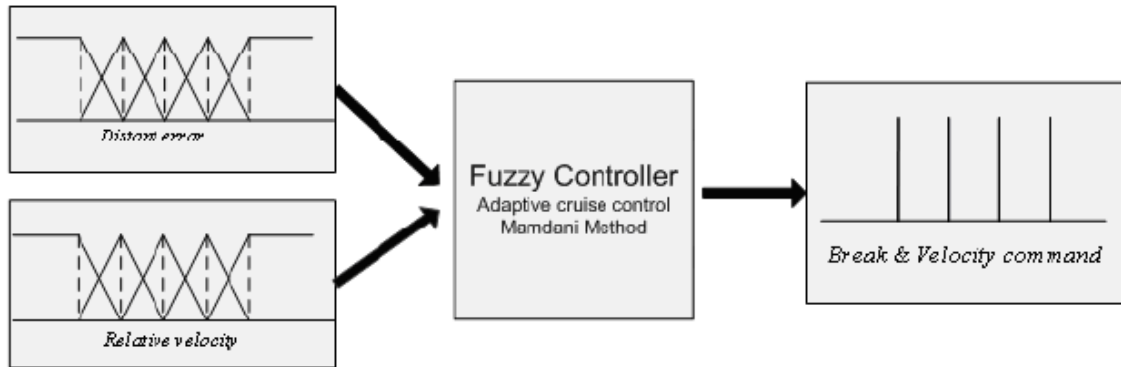 Distant error
Relative velocity
Fuzzy Controller
Adaptive cruise control
Mamdani Method
Break & Velocity command